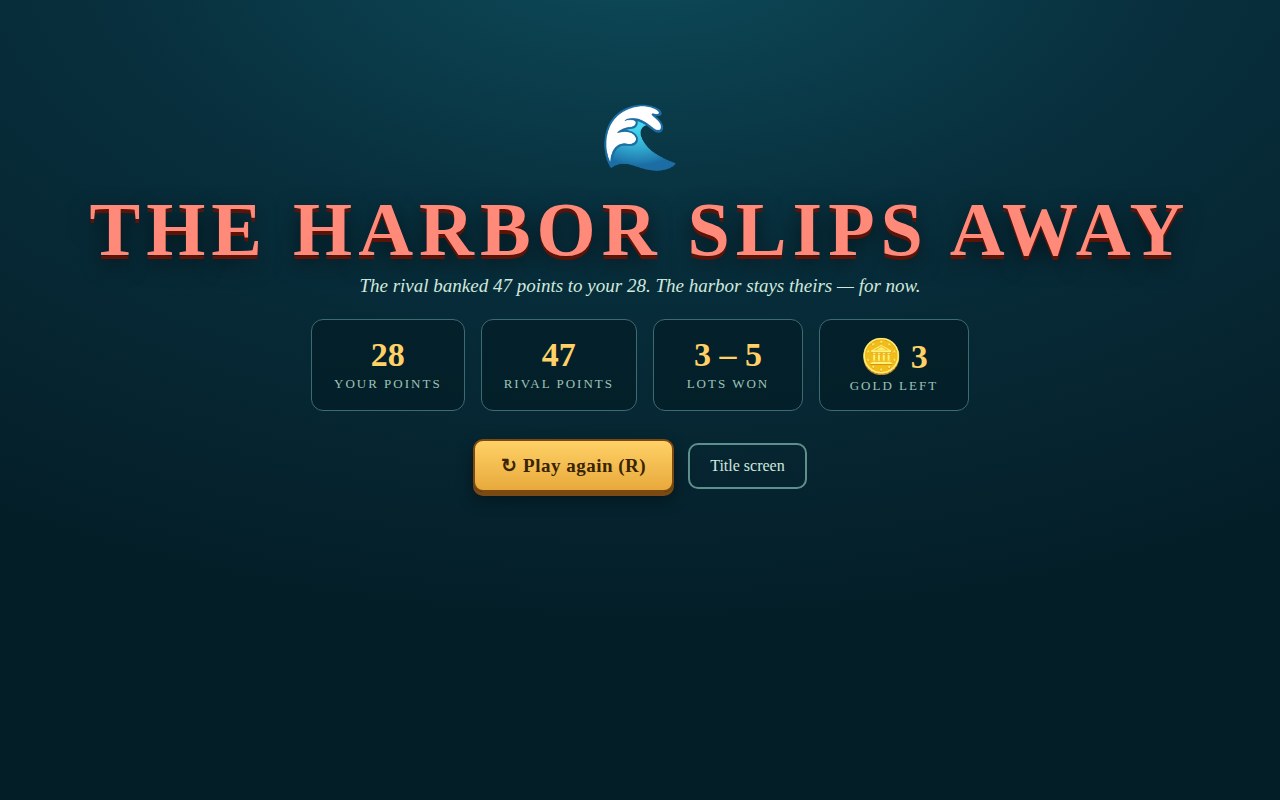 THE HARBOR SLIPS AWAY
The rival banked 47 points to your 28. The harbor stays theirs — for now.
28
YOUR POINTS
47
RIVAL POINTS
3 – 5
LOTS WON
🪙 3
GOLD LEFT
↻ Play again (R)
Title screen